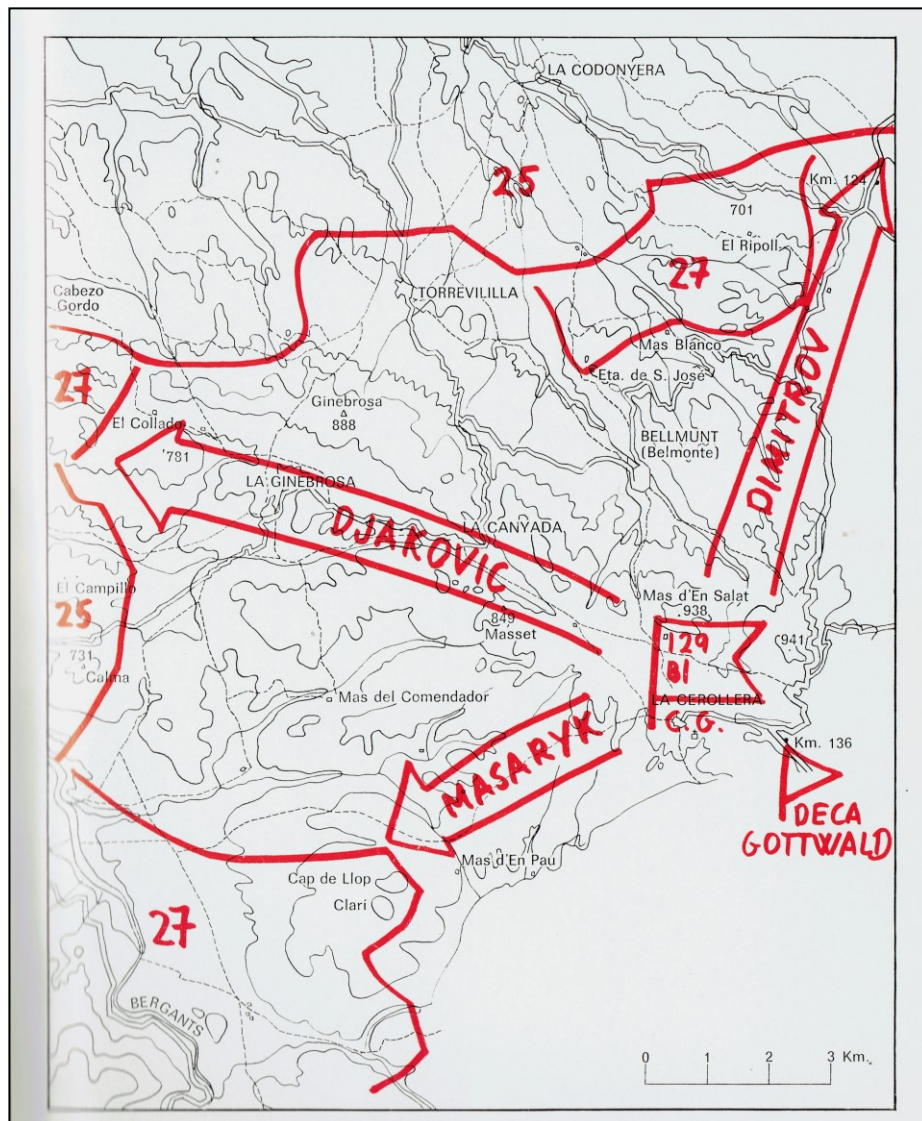 LA CODONYERA
25
Km. 124
701
El Ripoll
27
Cabezo
Gordo
TORREVILILLA
Mas Blanco
Eta. de S. José
27
El Collado
Ginebrosa
888
BELLMUNT
(Belmonte)
DIMITROV
781
LA GINEBROSA
DJAKOVIC
LA CANYADA
El Campillo
25
731
Calma
849
Masset
Mas d'En Salat
938
941
129
BI
LA CEROLLERA
C.G.
Mas del Comendador
Km. 136
MASARYK
DECA
GOTTWALD
Mas d'En Pau
Cap de Llop
Clarí
27
BERGANTS
0 1 2 3 Km.